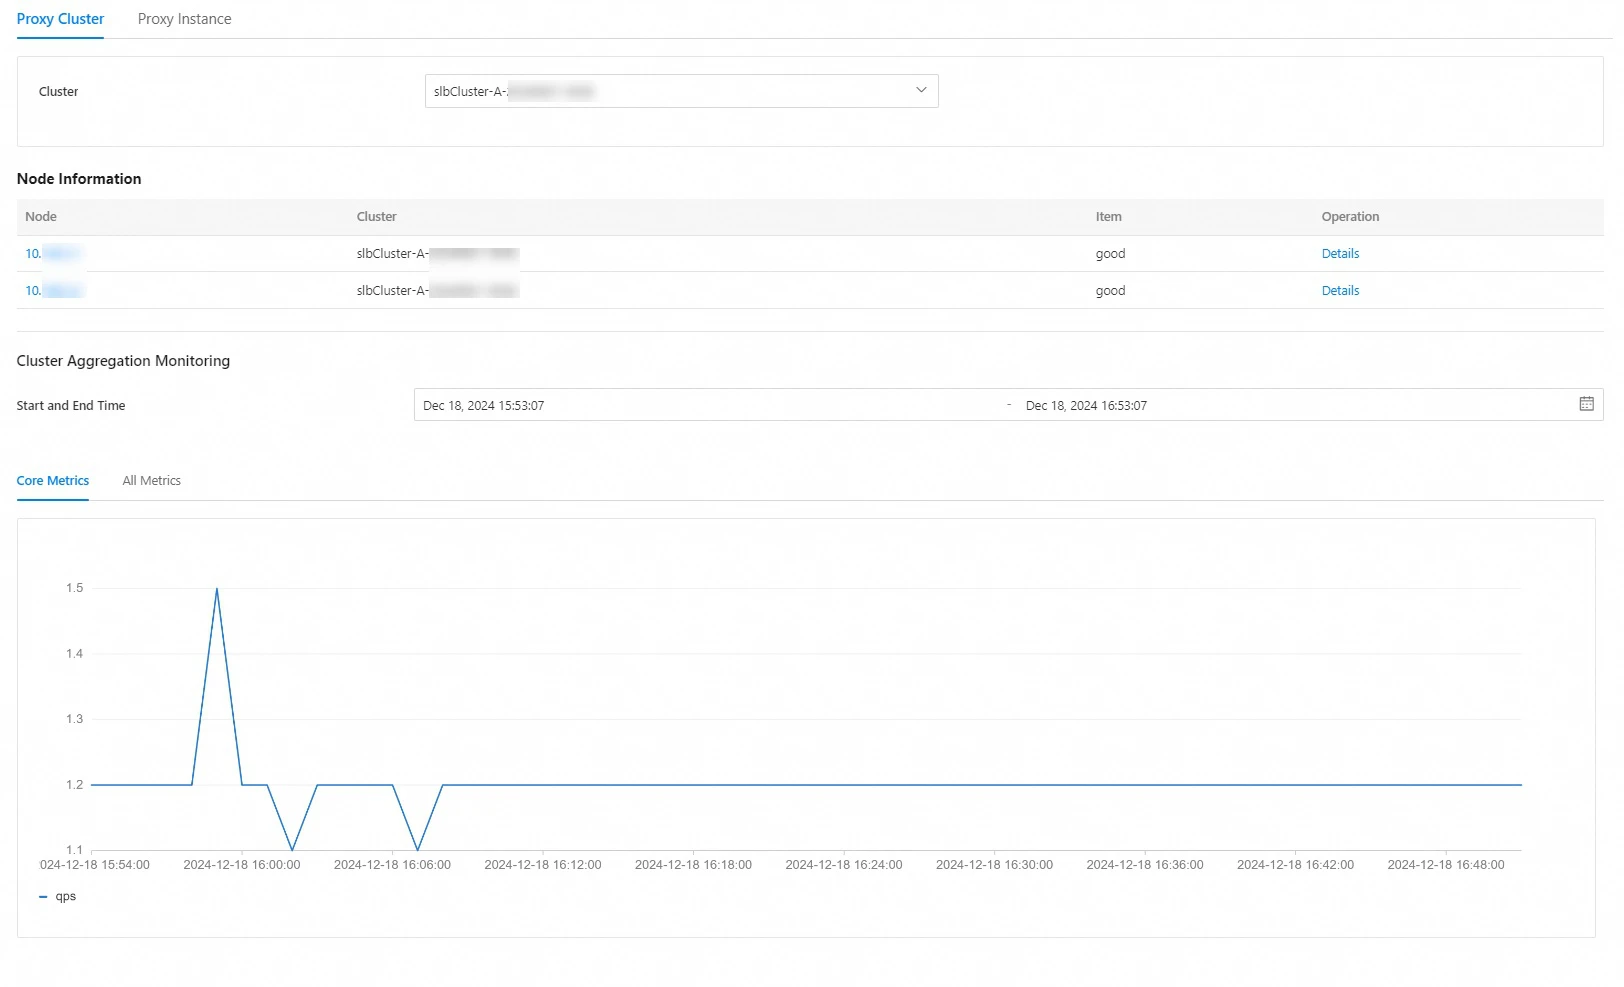 Proxy Cluster Proxy Instance
Cluster slbCluster-A-
Node Information
Node Cluster Item Operation
10. slbCluster-A- good Details
10. slbCluster-A- good Details
Cluster Aggregation Monitoring
Start and End Time Dec 18, 2024 15:53:07 - Dec 18, 2024 16:53:07
Core Metrics All Metrics
1.5
1.4
1.3
1.2
1.1
024-12-18 15:54:00 2024-12-18 16:00:00 2024-12-18 16:06:00 2024-12-18 16:12:00 2024-12-18 16:18:00 2024-12-18 16:24:00 2024-12-18 16:30:00 2024-12-18 16:36:00 2024-12-18 16:42:00 2024-12-18 16:48:00
qps